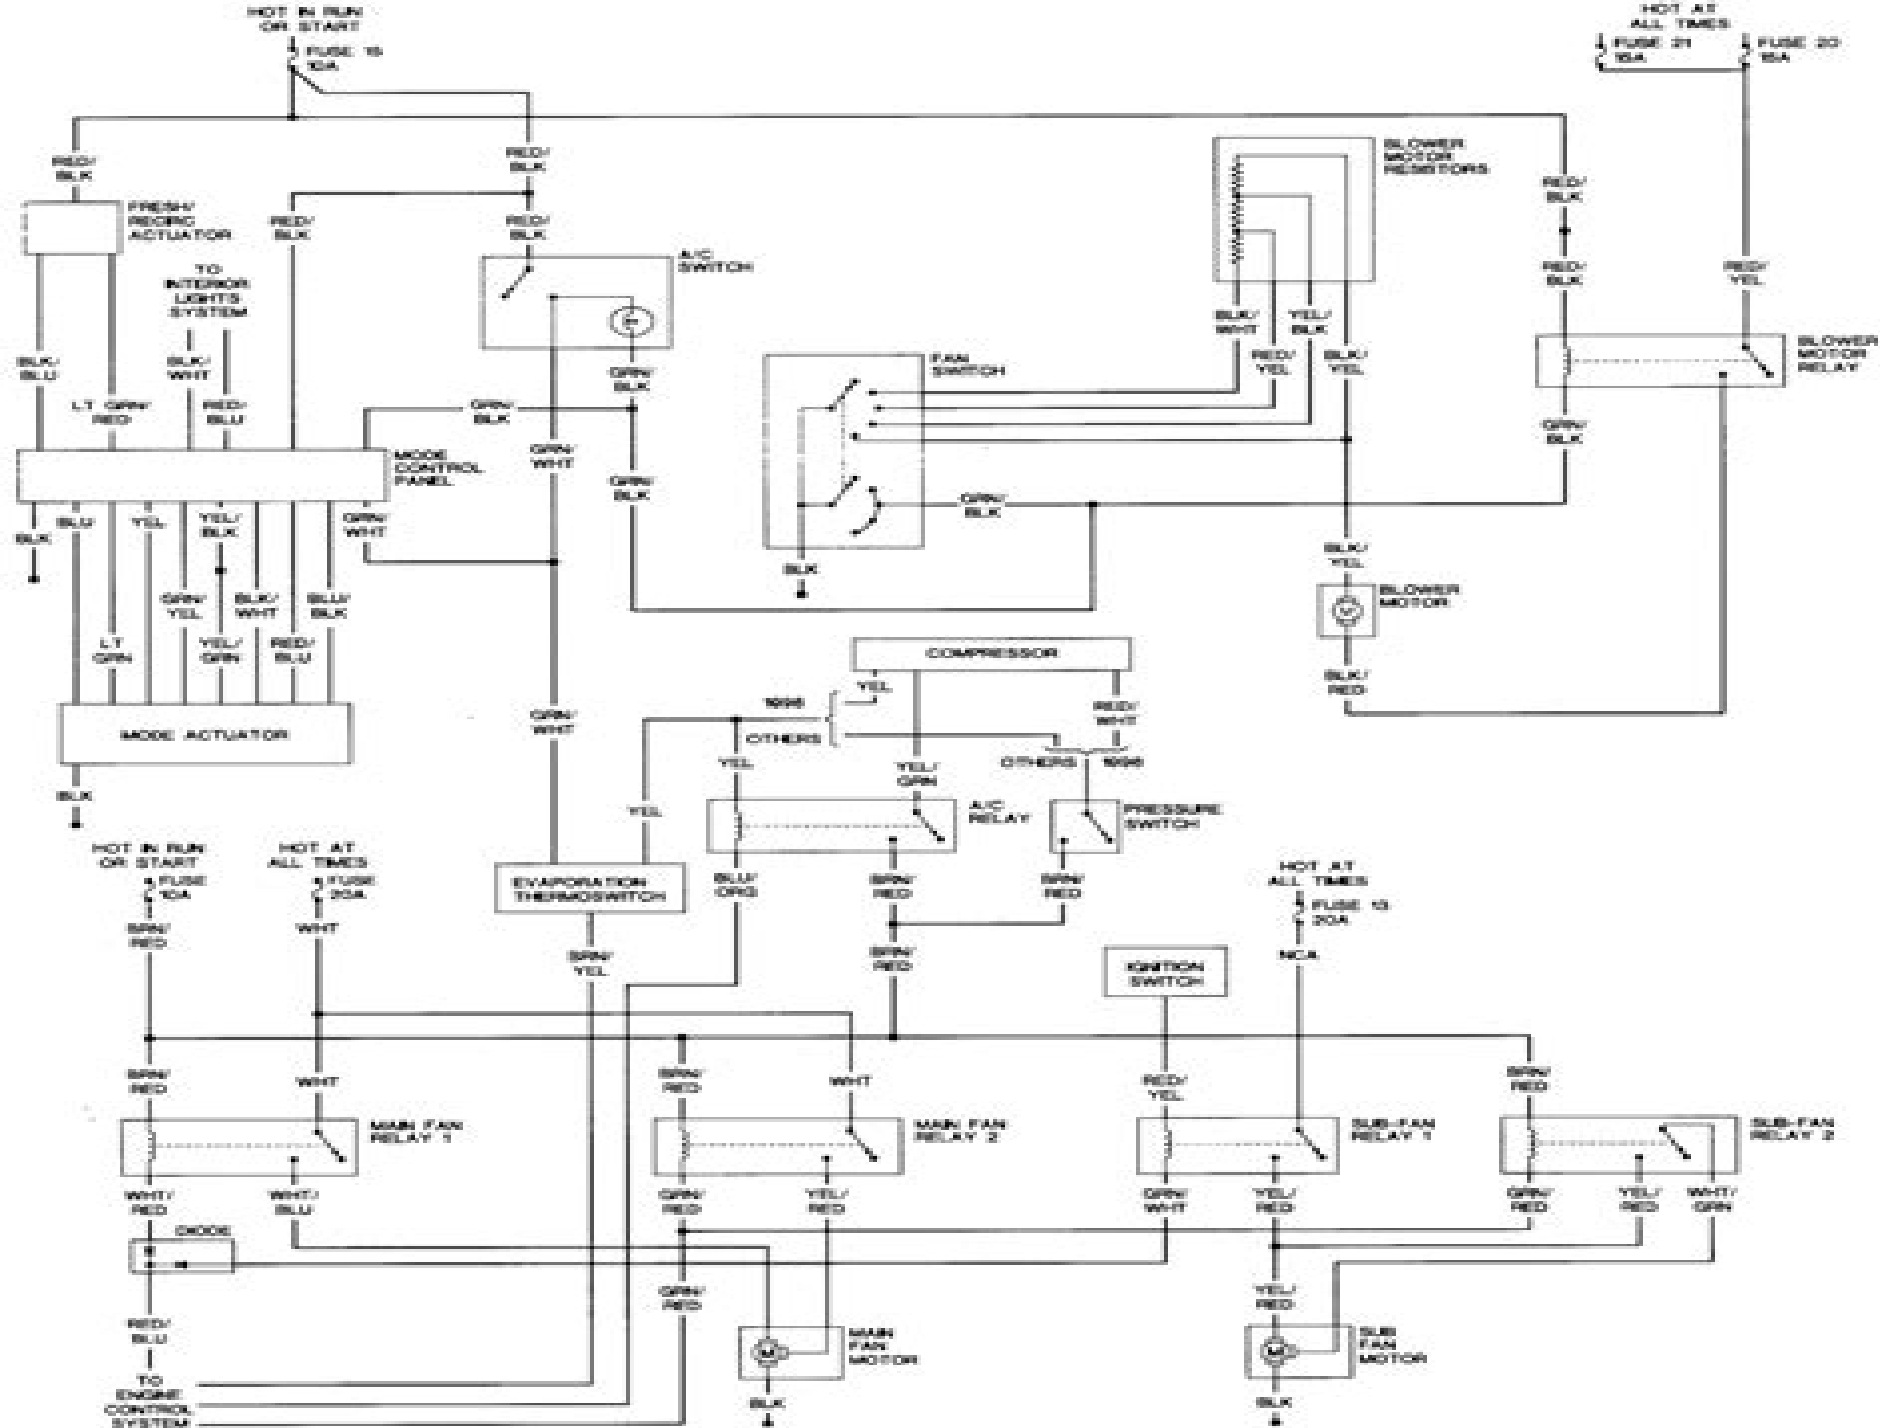 HOT IN RUN
OR START
FUSE 15
10A
HOT AT
ALL TIMES
FUSE 21
15A
FUSE 20
15A
RED/
BLK
RED/
BLK
BLOWER
MOTOR
RESISTORS
RED/
BLK
FRESH/
RECIRC
ACTUATOR
RED/
BLK
RED/
BLK
A/C
SWITCH
TO
INTERIOR
LIGHTS
SYSTEM
RED/
BLK
RED/
YEL
BLK/
WHT
YEL/
BLK
RED/
YEL
BLK/
YEL
BLOWER
MOTOR
RELAY
BLK/
BLU
BLK/
WHT
GRN/
BLK
FAN
SWITCH
LT GRN/
RED
RED/
BLU
GRN/
BLK
GRN/
BLK
MODE
CONTROL
PANEL
GRN/
WHT
GRN/
BLK
GRN/
BLK
BLK
BLU
YEL
YEL/
BLK
GRN/
WHT
BLK
BLK/
YEL
BLOWER
MOTOR
GRN/
YEL
BLK/
WHT
BLU/
BLK
LT
GRN
YEL/
GRN
RED/
BLU
COMPRESSOR
BLK/
RED
MODE ACTUATOR
GRN/
WHT
1996
OTHERS
YEL
RED/
WHT
YEL
YEL/
GRN
OTHERS
1996
BLK
YEL
A/C
RELAY
PRESSURE
SWITCH
HOT IN RUN
OR START
FUSE
10A
HOT AT
ALL TIMES
FUSE
20A
EVAPORATION
THERMOSWITCH
BLU/
ORG
BRN/
RED
BRN/
RED
HOT AT
ALL TIMES
FUSE 13
20A
BRN/
RED
WHT
BRN/
YEL
BRN/
RED
IGNITION
SWITCH
NCA
BRN/
RED
WHT
BRN/
RED
WHT
RED/
YEL
BRN/
RED
MAIN FAN
RELAY 1
MAIN FAN
RELAY 2
SUB-FAN
RELAY 1
SUB-FAN
RELAY 2
WHT/
RED
WHT/
BLU
GRN/
RED
YEL/
RED
GRN/
WHT
YEL/
RED
GRN/
RED
YEL/
RED
WHT/
GRN
DIODE
GRN/
RED
YEL/
RED
RED/
BLU
M
MAIN
FAN
MOTOR
M
SUB
FAN
MOTOR
TO
ENGINE
CONTROL
SYSTEM
BLK
BLK